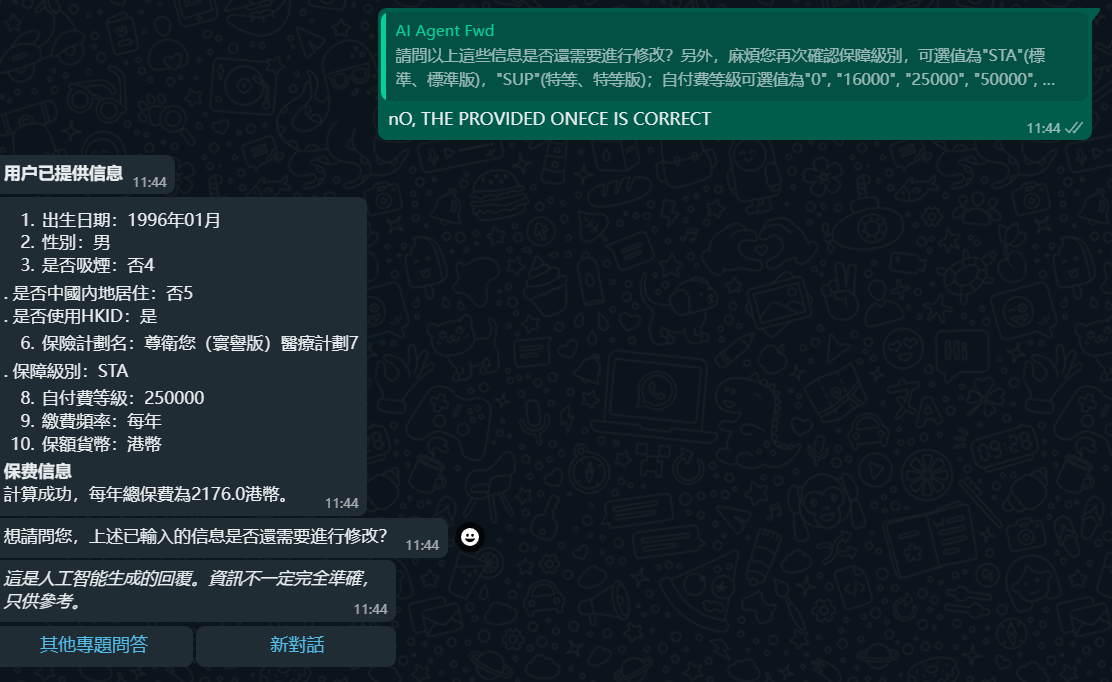 AI Agent Fwd
請問以上這些信息是否還需要進行修改？另外，麻煩您再次確認保障級別，可選值為"STA"(標
準、標準版)，"SUP"(特等、特等版)；自付費等級可選值為"0", "16000", "25000", "50000", ...
nO, THE PROVIDED ONECE IS CORRECT
11:44
用户已提供信息
11:44
1. 出生日期：1996年01月
2. 性別：男
3. 是否吸煙：否4
. 是否中國內地居住：否5
. 是否使用HKID：是
6. 保險計劃名：尊衛您（寰譽版）醫療計劃7
. 保障級別：STA
8. 自付費等級：250000
9. 繳費頻率：每年
10. 保額貨幣：港幣
保费信息
計算成功，每年總保費為2176.0港幣。
11:44
想請問您，上述已輸入的信息是否還需要進行修改？
11:44
這是人工智能生成的回覆。資訊不一定完全準確，
只供參考。
11:44
其他專題問答
新對話